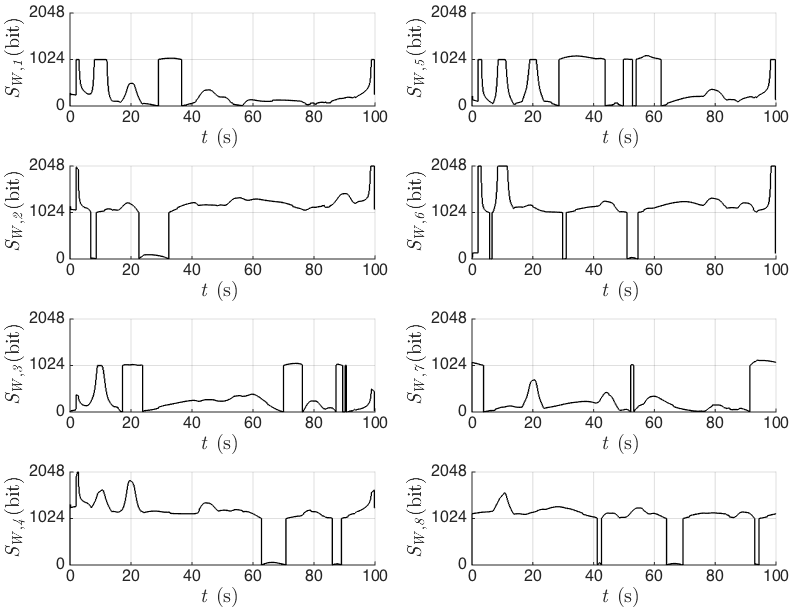 S_{W,1}(bit)
2048
1024
0
0 20 40 60 80 100
t (s)
S_{W,5}(bit)
2048
1024
0
0 20 40 60 80 100
t (s)
S_{W,2}(bit)
2048
1024
0
0 20 40 60 80 100
t (s)
S_{W,6}(bit)
2048
1024
0
0 20 40 60 80 100
t (s)
S_{W,3}(bit)
2048
1024
0
0 20 40 60 80 100
t (s)
S_{W,7}(bit)
2048
1024
0
0 20 40 60 80 100
t (s)
S_{W,4}(bit)
2048
1024
0
0 20 40 60 80 100
t (s)
S_{W,8}(bit)
2048
1024
0
0 20 40 60 80 100
t (s)